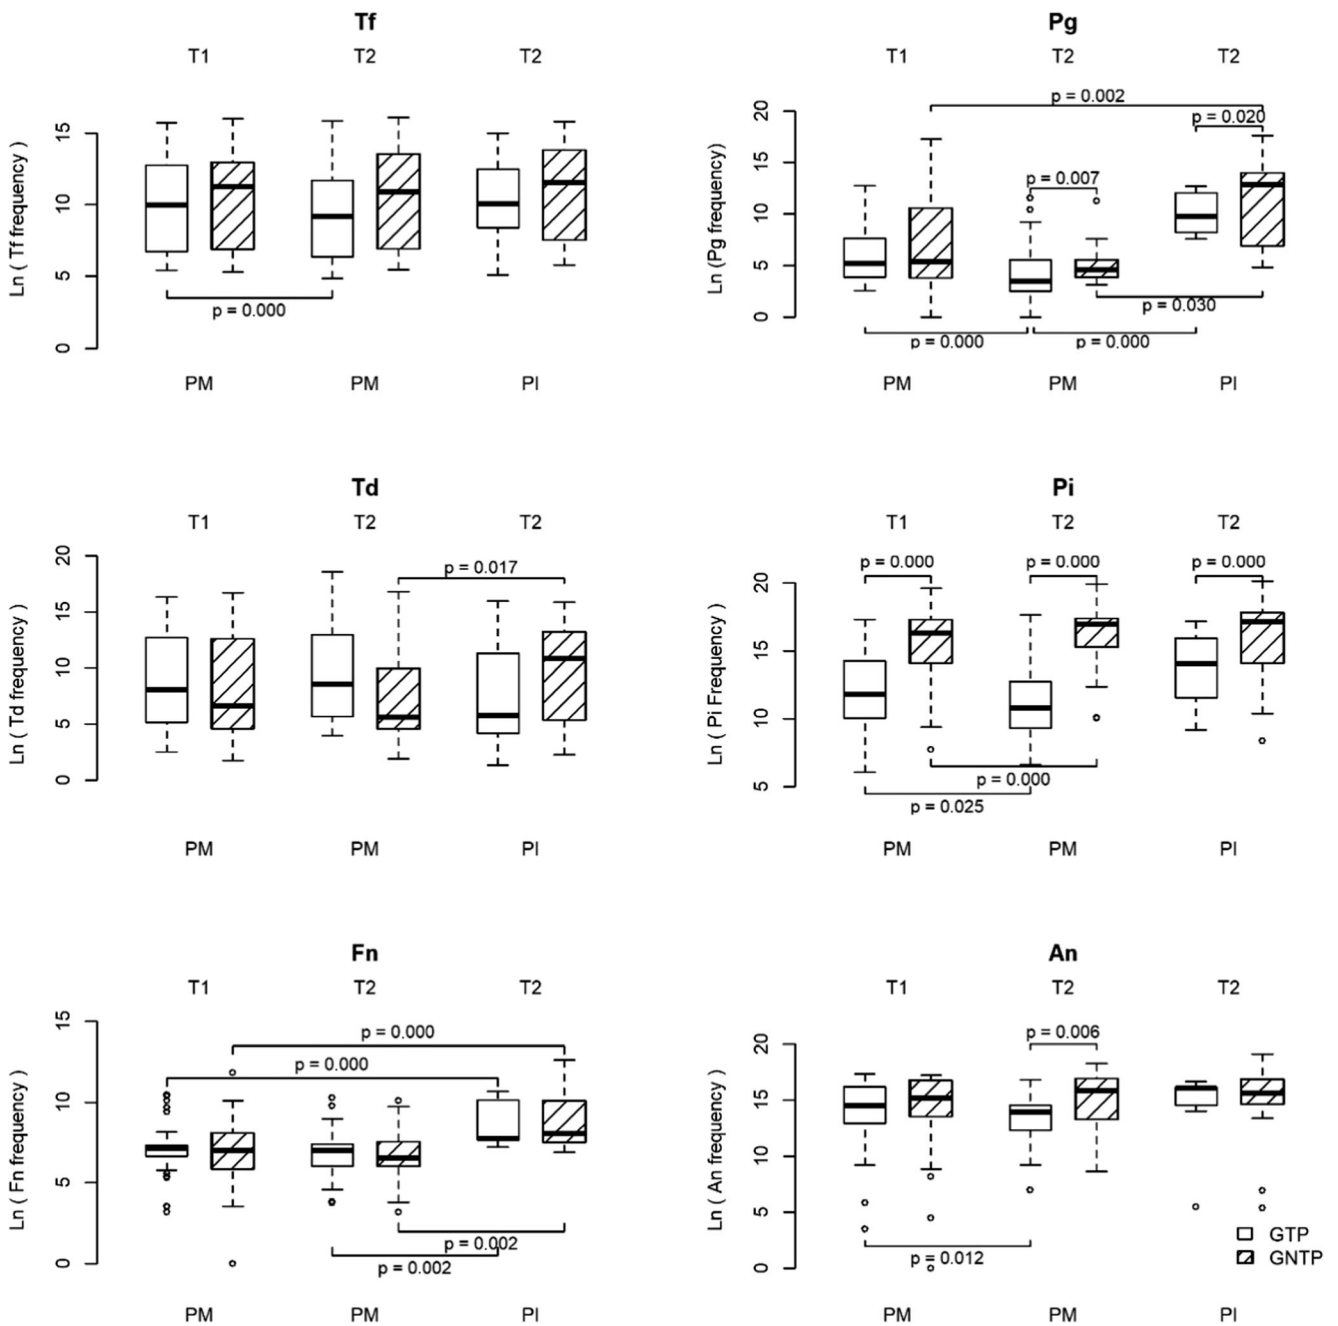 Tf
T1 T2 T2
Ln ( Tf frequency )
15
10
5
0
p = 0.000
PM PM PI
Pg
T1 T2 T2
Ln (Pg frequency)
20
15
10
5
0
p = 0.002
p = 0.020
p = 0.007
p = 0.030
p = 0.000 p = 0.000
PM PM PI
Td
T1 T2 T2
Ln ( Td frequency )
20
15
10
5
0
p = 0.017
PM PM PI
Pi
T1 T2 T2
Ln ( Pi Frequency )
20
15
10
5
p = 0.000 p = 0.000 p = 0.000
p = 0.000
p = 0.025
PM PM PI
Fn
T1 T2 T2
Ln ( Fn frequency )
15
10
5
0
p = 0.000
p = 0.000
p = 0.002
p = 0.002
PM PM PI
An
T1 T2 T2
Ln ( An frequency )
20
15
10
5
0
p = 0.006
p = 0.012
GTP
GNTP
PM PM PI